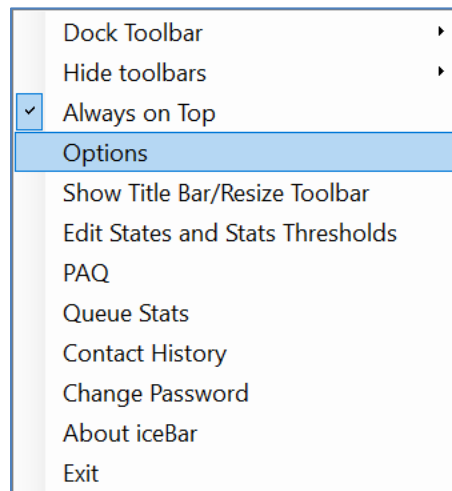 Dock Toolbar
Hide toolbars
Always on Top
Options
Show Title Bar/Resize Toolbar
Edit States and Stats Thresholds
PAQ
Queue Stats
Contact History
Change Password
About iceBar
Exit